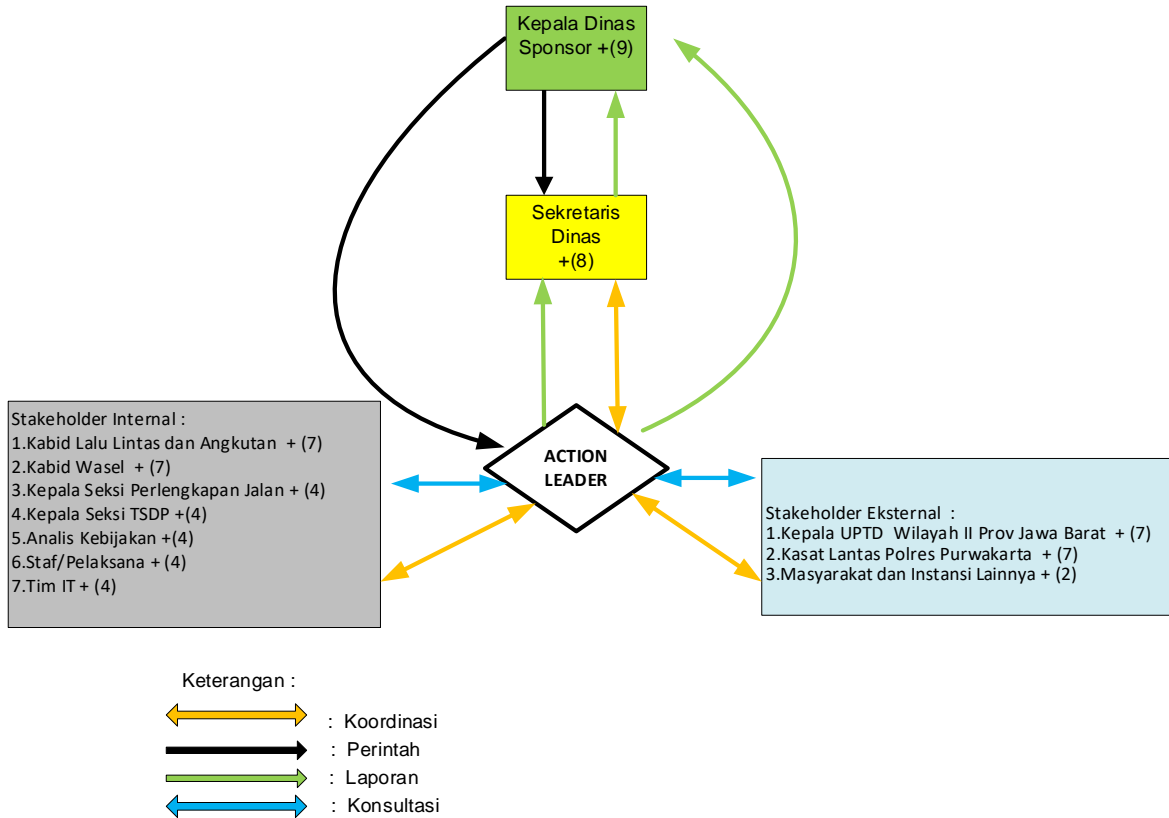 Kepala Dinas
Sponsor +(9)
Sekretaris
Dinas
+(8)
ACTION
LEADER
Stakeholder Internal :
1.Kabid Lalu Lintas dan Angkutan + (7)
2.Kabid Wasel + (7)
3.Kepala Seksi Perlengkapan Jalan + (4)
4.Kepala Seksi TSDP +(4)
5.Analis Kebijakan +(4)
6.Staf/Pelaksana + (4)
7.Tim IT + (4)
Stakeholder Eksternal :
1.Kepala UPTD Wilayah II Prov Jawa Barat + (7)
2.Kasat Lantas Polres Purwakarta + (7)
3.Masyarakat dan Instansi Lainnya + (2)
Keterangan :
: Koordinasi
: Perintah
: Laporan
: Konsultasi